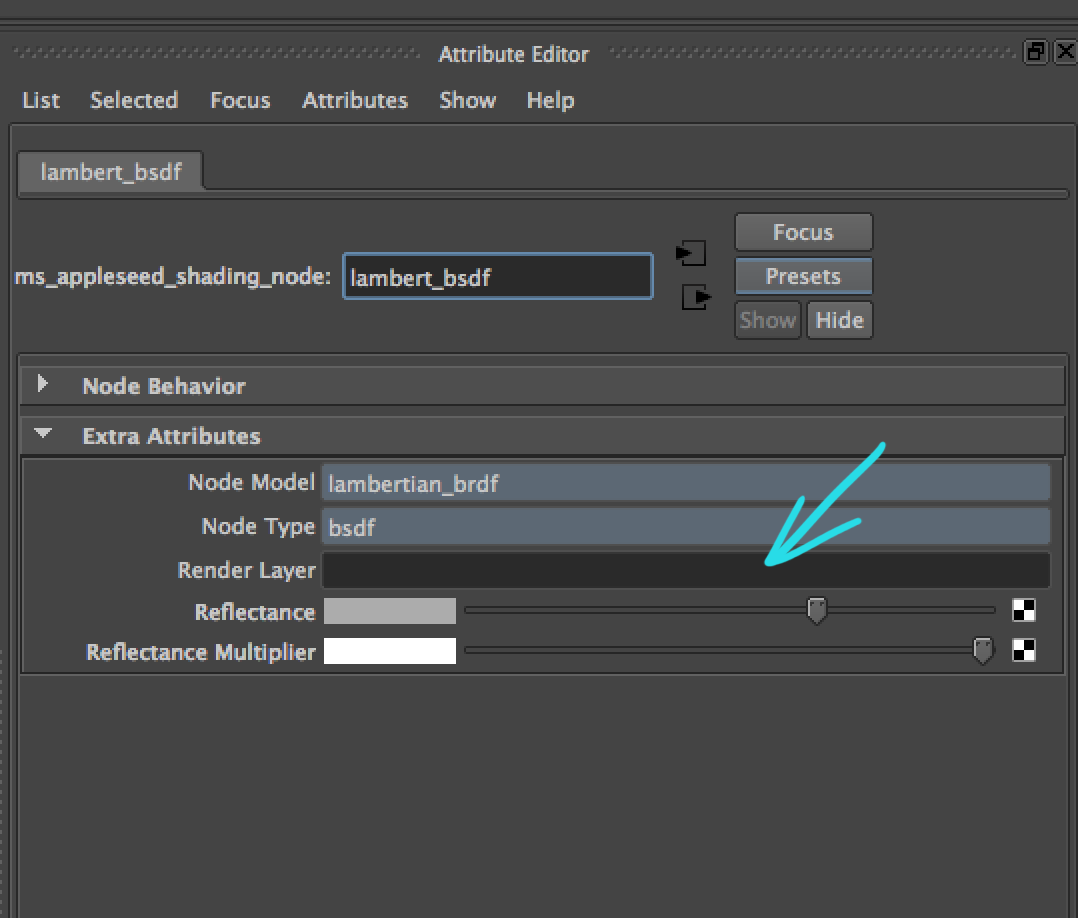 Attribute Editor
List Selected Focus Attributes Show Help
lambert_bsdf
Focus
ms_appleseed_shading_node: lambert_bsdf
Presets
Show Hide
Node Behavior
Extra Attributes
Node Model lambertian_brdf
Node Type bsdf
Render Layer
Reflectance
Reflectance Multiplier